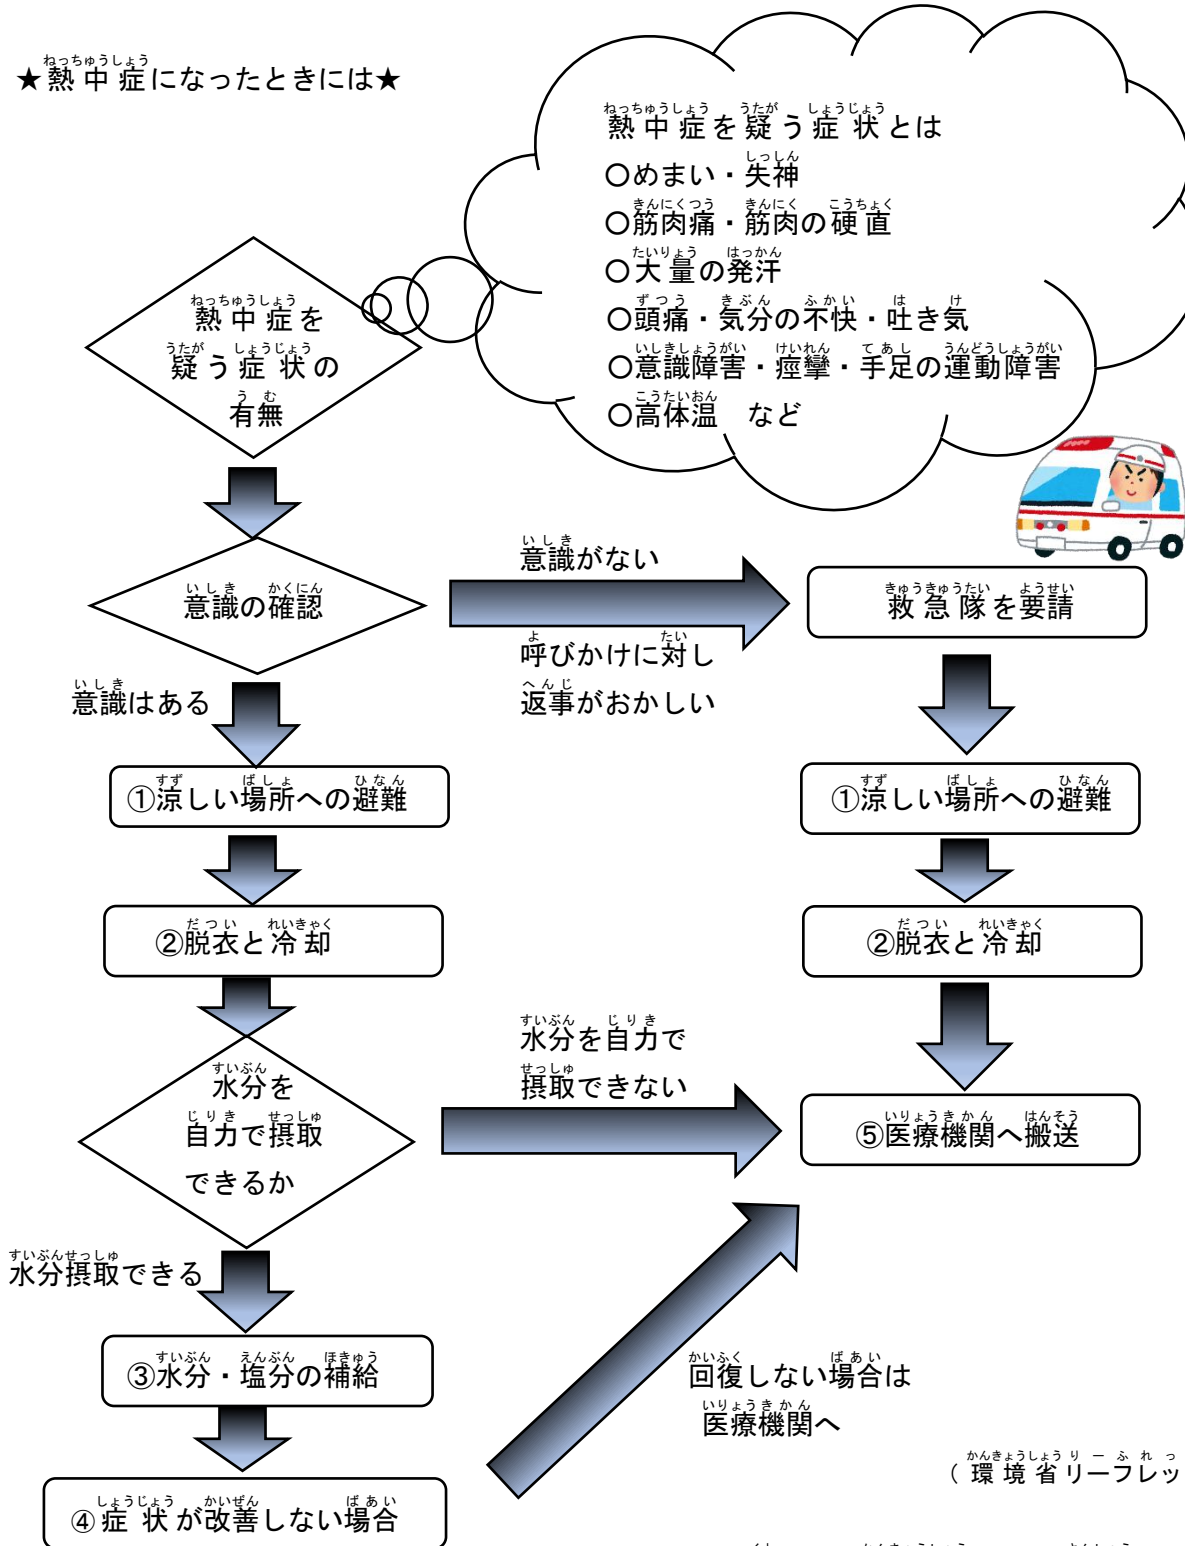 ★熱中症になったときには★
熱中症を疑う症状とは
○めまい・失神
○筋肉痛・筋肉の硬直
○大量の発汗
○頭痛・気分の不快・吐き気
○意識障害・痙攣・手足の運動障害
○高体温　など
熱中症を
疑う症状の
有無
意識の確認
意識がない
呼びかけに対し
返事がおかしい
救急隊を要請
意識はある
①涼しい場所への避難
①涼しい場所への避難
②脱衣と冷却
②脱衣と冷却
水分を
自力で摂取
できるか
水分を自力で
摂取できない
⑤医療機関へ搬送
水分摂取できる
③水分・塩分の補給
回復しない場合は
医療機関へ
（環境省リーフレッ
④症状が改善しない場合